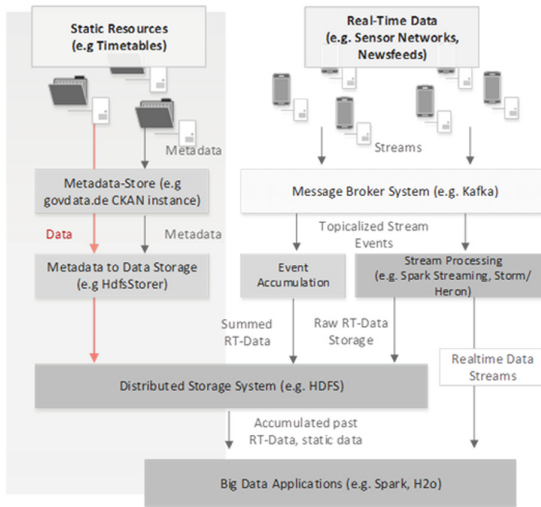 Static Resources
(e.g Timetables)
Real-Time Data
(e.g. Sensor Networks,
Newsfeeds)
Metadata
Streams
Metadata-Store (e.g
govdata.de CKAN instance)
Message Broker System (e.g. Kafka)
Data
Metadata
Topicalized Stream
Events
Metadata to Data Storage
(e.g HdfsStorer)
Event
Accumulation
Stream Processing
(e.g. Spark Streaming, Storm/
Heron)
Summed
RT-Data
Raw RT-Data
Storage
Realtime Data
Streams
Distributed Storage System (e.g. HDFS)
Accumulated past
RT-Data, static data
Big Data Applications (e.g. Spark, H2o)